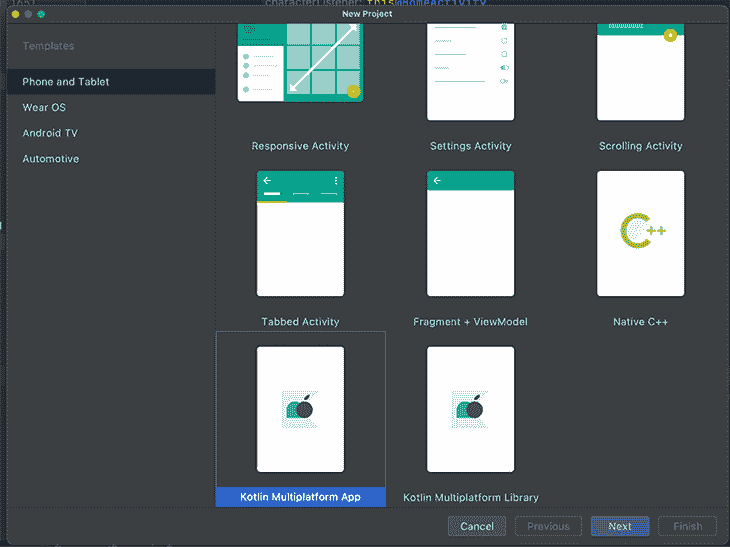 New Project
Templates
Phone and Tablet
Wear OS
Android TV
Automotive
Responsive Activity
Settings Activity
Scrolling Activity
Tabbed Activity
Fragment + ViewModel
C++
Native C++
Kotlin Multiplatform App
Kotlin Multiplatform Library
Cancel
Previous
Next
Finish